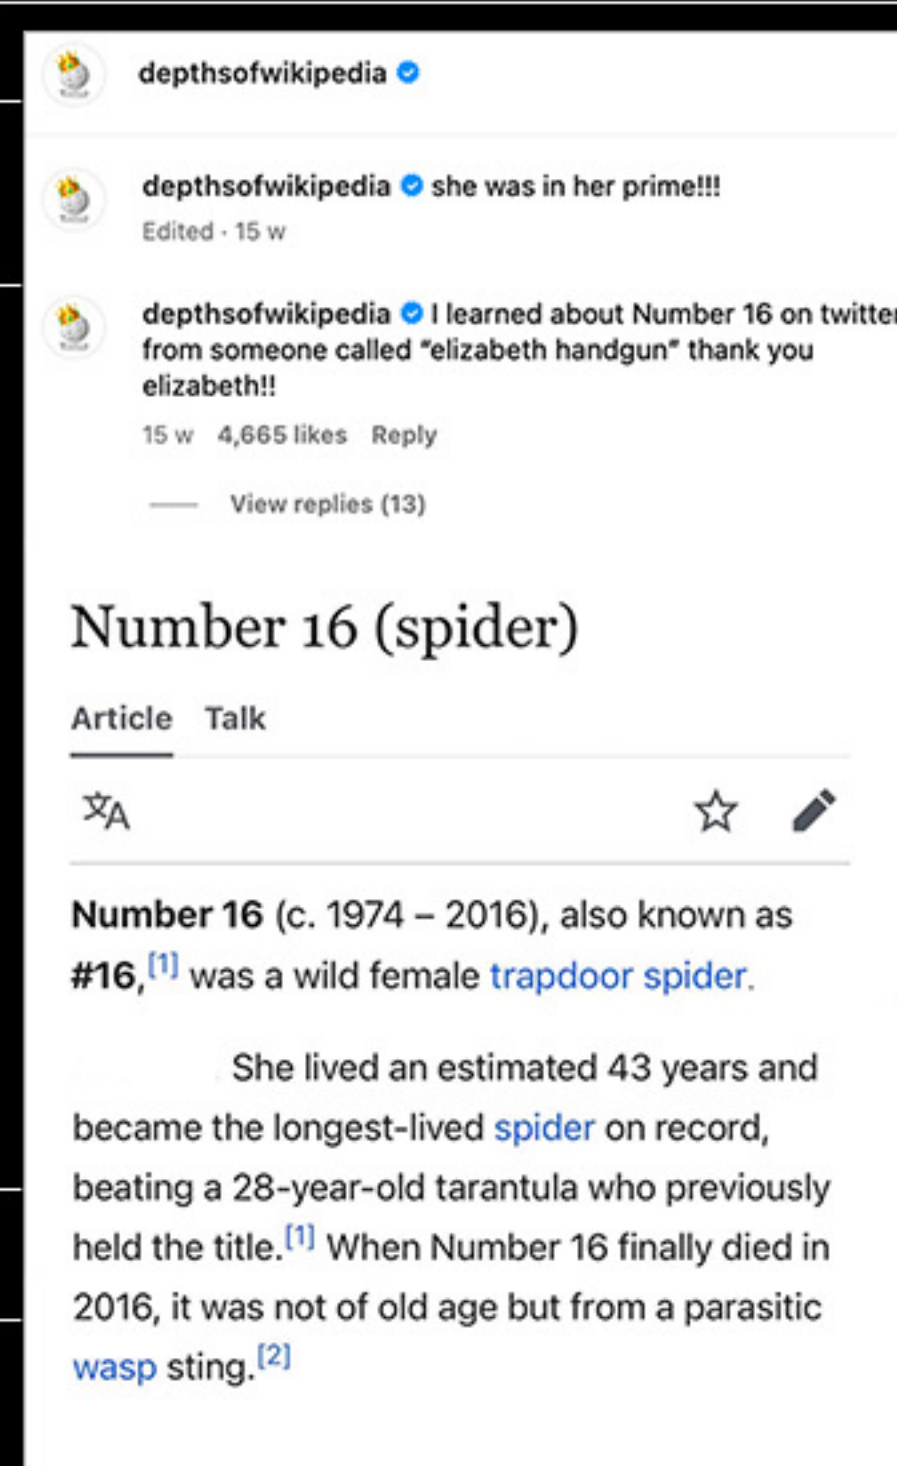 depthsofwikipedia
depthsofwikipedia she was in her prime!!!
Edited · 15 w
depthsofwikipedia I learned about Number 16 on twitter
from someone called “elizabeth handgun” thank you
elizabeth!!
15 w 4,665 likes Reply
View replies (13)
Number 16 (spider)
Article Talk
文A
Number 16 (c. 1974 – 2016), also known as
#16,[1] was a wild female trapdoor spider.
She lived an estimated 43 years and
became the longest-lived spider on record,
beating a 28-year-old tarantula who previously
held the title.[1] When Number 16 finally died in
2016, it was not of old age but from a parasitic
wasp sting.[2]